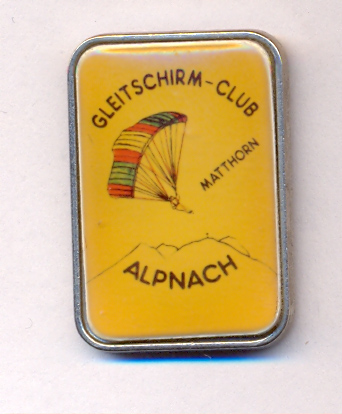 GLEITSCHIRM-CLUB
MATTHORN
ALPNACH